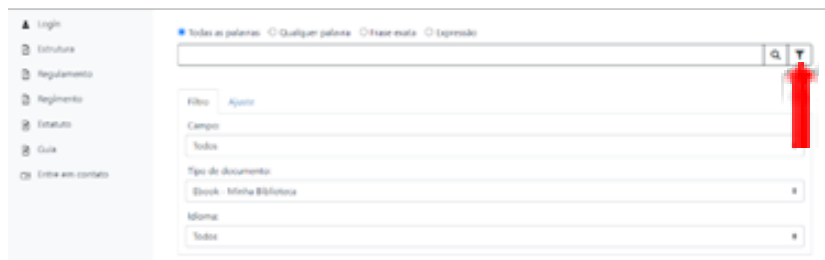 Login
Estrutura
Regulamento
Regimento
Estatuto
Guia
Entre em contato
Todas as palavras Qualquer palavra Frase exata Expressão
Filtro Ajuste
Campo:
Todos
Tipo de documento:
Ebook - Minha Biblioteca
Idioma:
Todos